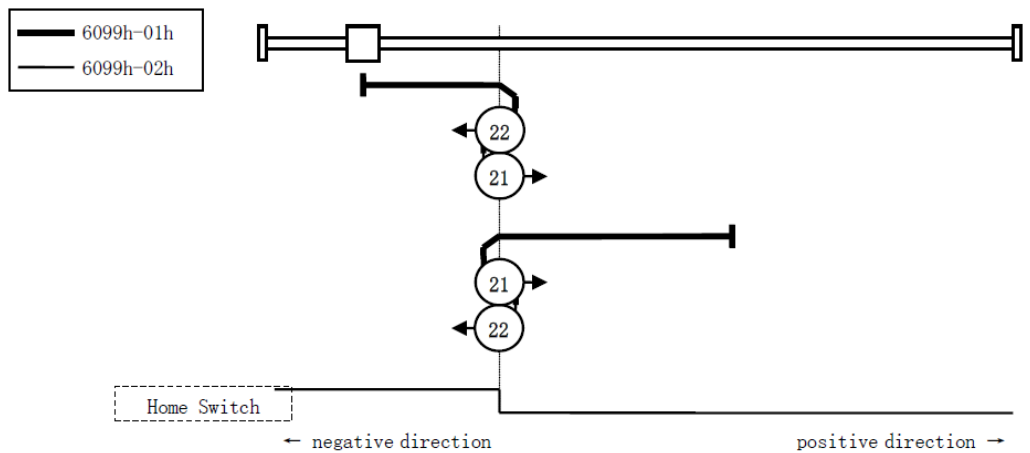 6099h-01h
6099h-02h
22
21
21
22
Home Switch
← negative direction
positive direction →